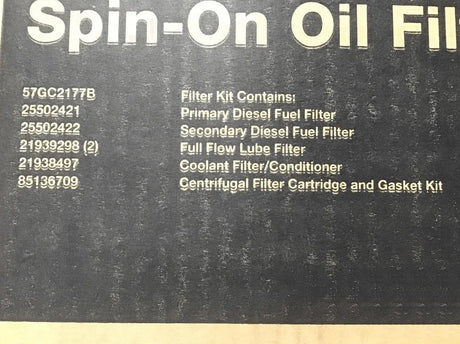 Spin-On Oil Fil
57GC2177B Filter Kit Contains:
25502421 Primary Diesel Fuel Filter
25502422 Secondary Diesel Fuel Filter
21939298 (2) Full Flow Lube Filter
21938497 Coolant Filter/Conditioner
85136709 Centrifugal Filter Cartridge and Gasket Kit